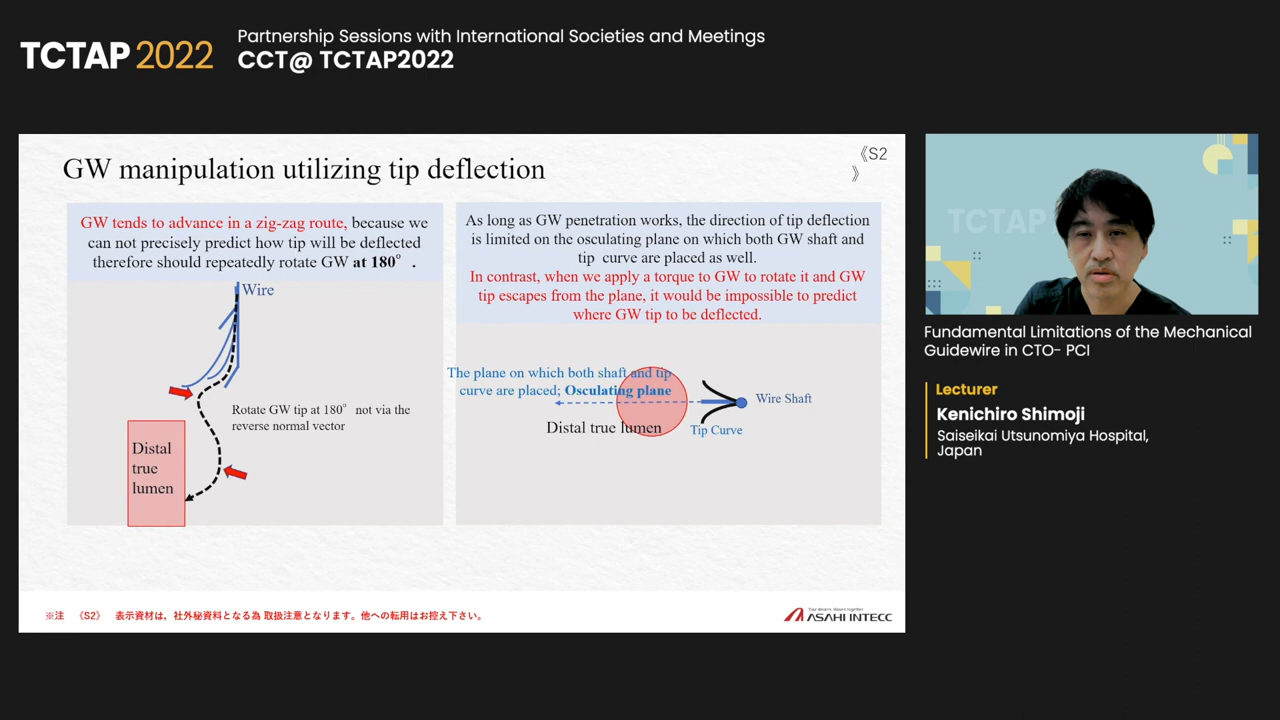 TCTAP 2022
Partnership Sessions with International Societies and Meetings
CCT@ TCTAP2022
GW manipulation utilizing tip deflection
《S2
》
GW tends to advance in a zig-zag route, because we
can not precisely predict how tip will be deflected
therefore should repeatedly rotate GW at 180° .
Wire
Rotate GW tip at 180° not via the
reverse normal vector
Distal
true
lumen
As long as GW penetration works, the direction of tip deflection
is limited on the osculating plane on which both GW shaft and
tip curve are placed as well.
In contrast, when we apply a torque to GW to rotate it and GW
tip escapes from the plane, it would be impossible to predict
where GW tip to be deflected.
The plane on which both shaft and tip
curve are placed; Osculating plane
Wire Shaft
Distal true lumen
Tip Curve
※注 《S2》 表示資材は，社外秘資料となる為 取扱注意となります。他への転用はお控え下さい。
Your dreams. Woven together.
ASAHI INTECC
TCTAP
Fundamental Limitations of the Mechanical
Guidewire in CTO- PCI
Lecturer
Kenichiro Shimoji
Saiseikai Utsunomiya Hospital,
Japan